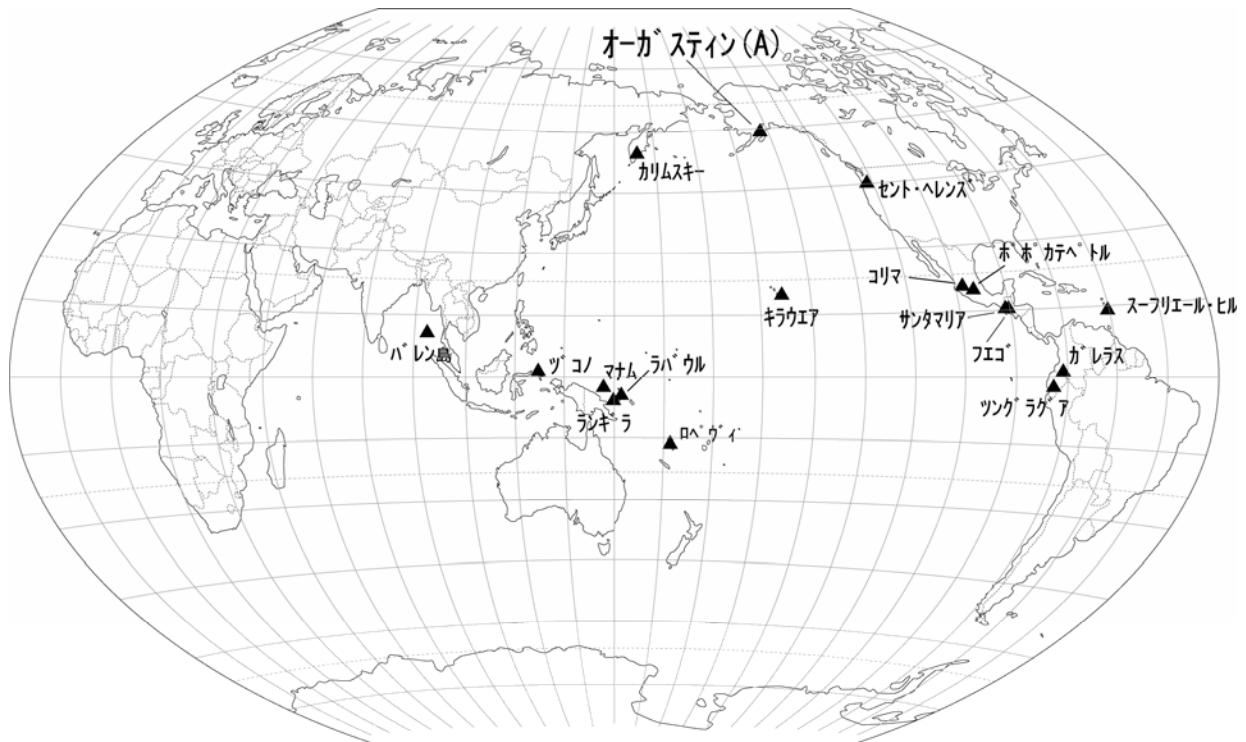 オーガスティン(A)
カリムスキー
セント・ヘレンズ
ポポカテペトル
コリマ
キラウエア
サンタマリア
スーフリエール・ヒル
フエゴ
バレン島
ヅコノ
マナム
ラバウル
ガレラス
ツングラグア
ランギラ
ロペヴィ